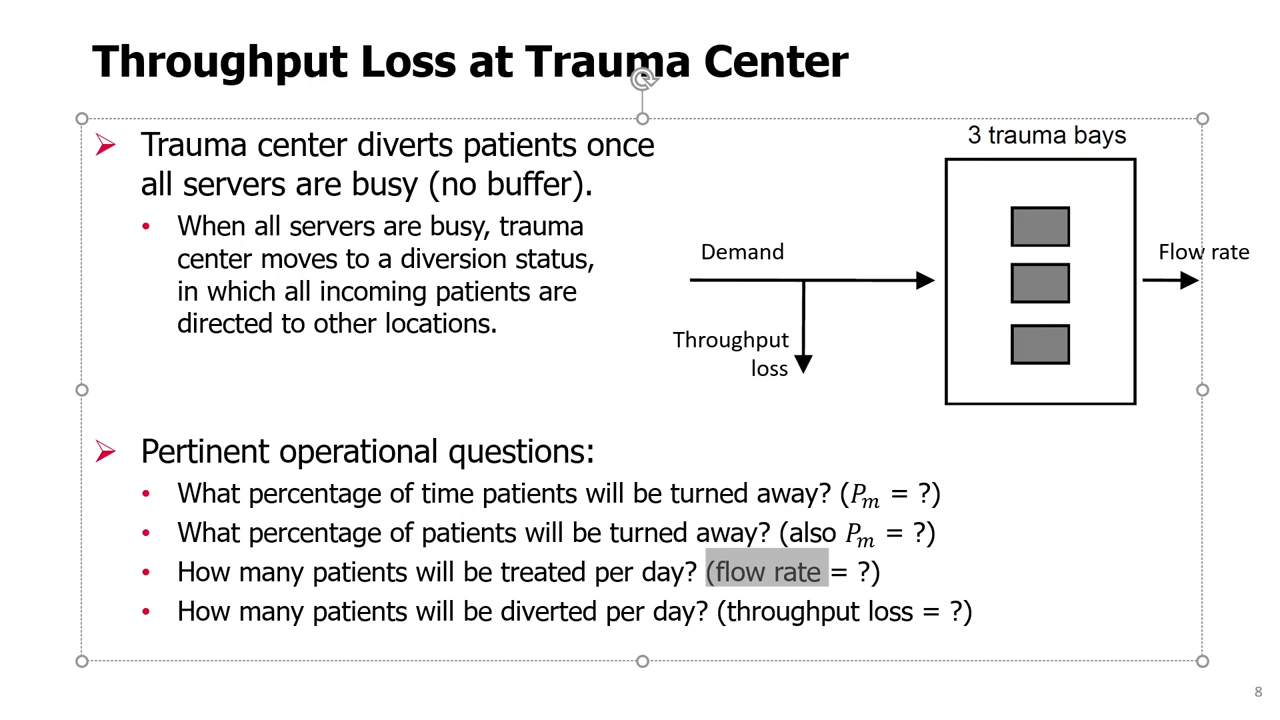 Throughput Loss at Trauma Center
➢ Trauma center diverts patients once
all servers are busy (no buffer).
• When all servers are busy, trauma
center moves to a diversion status,
in which all incoming patients are
directed to other locations.
3 trauma bays
Demand
Flow rate
Throughput
loss
➢ Pertinent operational questions:
• What percentage of time patients will be turned away? (Pₘ = ?)
• What percentage of patients will be turned away? (also Pₘ = ?)
• How many patients will be treated per day? (flow rate = ?)
• How many patients will be diverted per day? (throughput loss = ?)
8